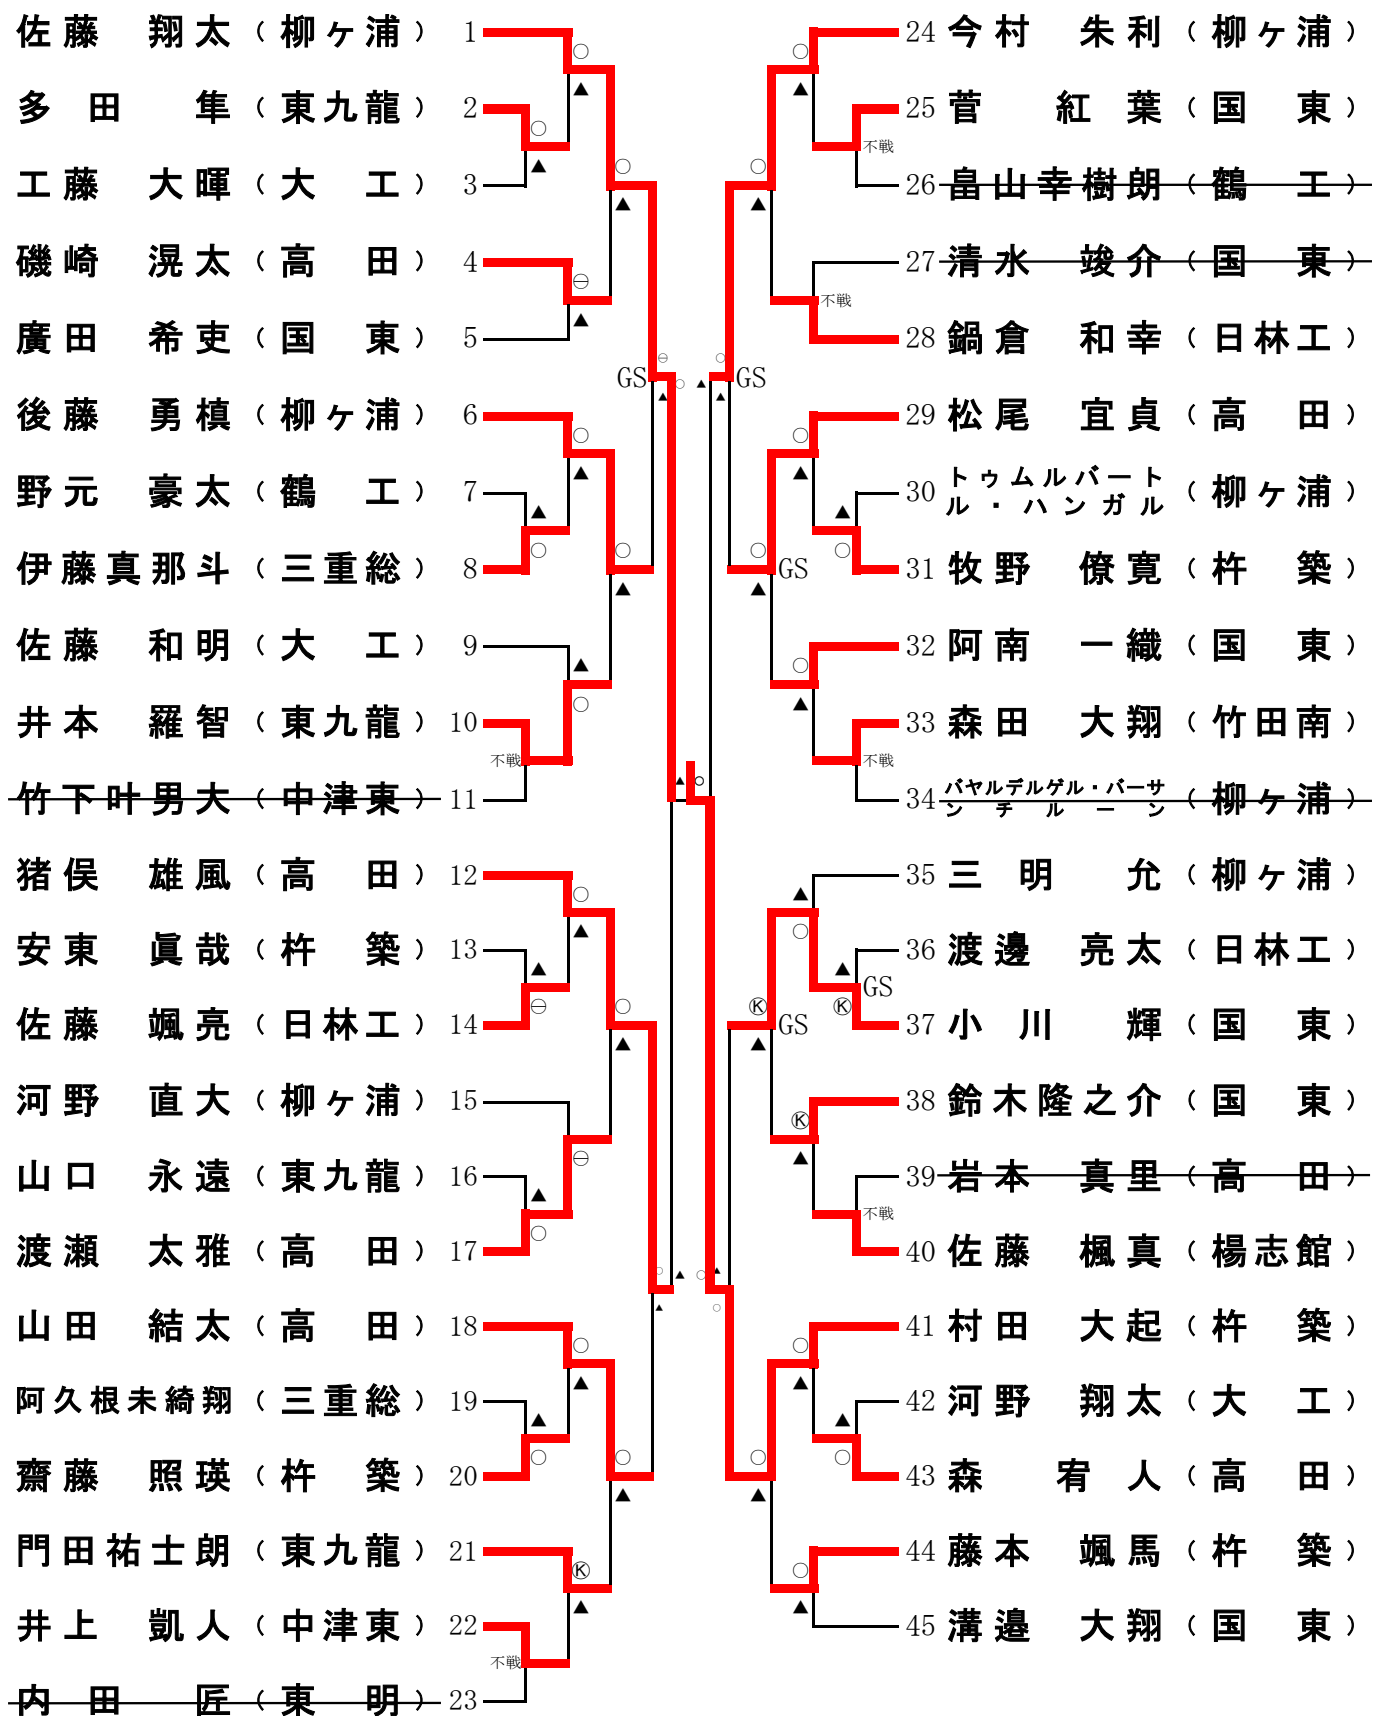 佐藤 翔太（柳ヶ浦） 1
多田 隼（東九龍） 2
工藤 大暉（大工） 3
磯崎 滉太（高田） 4
廣田 希吏（国東） 5
後藤 勇槙（柳ヶ浦） 6
野元 豪太（鶴工） 7
伊藤真那斗（三重総） 8
佐藤 和明（大工） 9
井本 羅智（東九龍） 10
竹下叶男大（中津東） 11
猪俣 雄風（高田） 12
安東 眞哉（杵築） 13
佐藤 颯亮（日林工） 14
河野 直大（柳ヶ浦） 15
山口 永遠（東九龍） 16
渡瀬 太雅（高田） 17
山田 結太（高田） 18
阿久根未綺翔（三重総） 19
齋藤 照瑛（杵築） 20
門田祐士朗（東九龍） 21
井上 凱人（中津東） 22
内田 匠（東明） 23
○ ▲
○ ▲
○ ▲
⊖ ▲
GS ⊖ ○ ▲
○ ▲
▲ ○
○ ▲
▲ ○
不戦
▲ ○
○ ▲
▲ ⊖
○ ▲
⊖
▲ ○
○ ▲ ▲
○ ▲
▲ ○
○ ▲
Ⓚ ▲
不戦
24 今村 朱利（柳ヶ浦）
25 菅 紅葉（国東）
26 畠山幸樹朗（鶴工）
27 清水 竣介（国東）
28 鍋倉 和幸（日林工）
29 松尾 宜貞（高田）
30 トゥムルバート
ル・ハンガル（柳ヶ浦）
31 牧野 僚寛（杵築）
32 阿南 一織（国東）
33 森田 大翔（竹田南）
34 バヤルデルゲル・バーサ
ンチルーン（柳ヶ浦）
35 三明 允（柳ヶ浦）
36 渡邊 亮太（日林工）
37 小川 輝（国東）
38 鈴木隆之介（国東）
39 岩本 真里（高田）
40 佐藤 楓真（楊志館）
41 村田 大起（杵築）
42 河野 翔太（大工）
43 森 宥人（高田）
44 藤本 颯馬（杵築）
45 溝邉 大翔（国東）
○ ▲
不戦
○ ▲
不戦
▲ ○ ▲ GS
○ ▲
▲ ○
○ ▲ GS
○ ▲
不戦
▲ ○
▲ Ⓚ GS
Ⓚ ▲ GS
Ⓚ ▲
不戦
○ ▲ ○
○ ▲
▲ ○
○ ▲
○ ▲